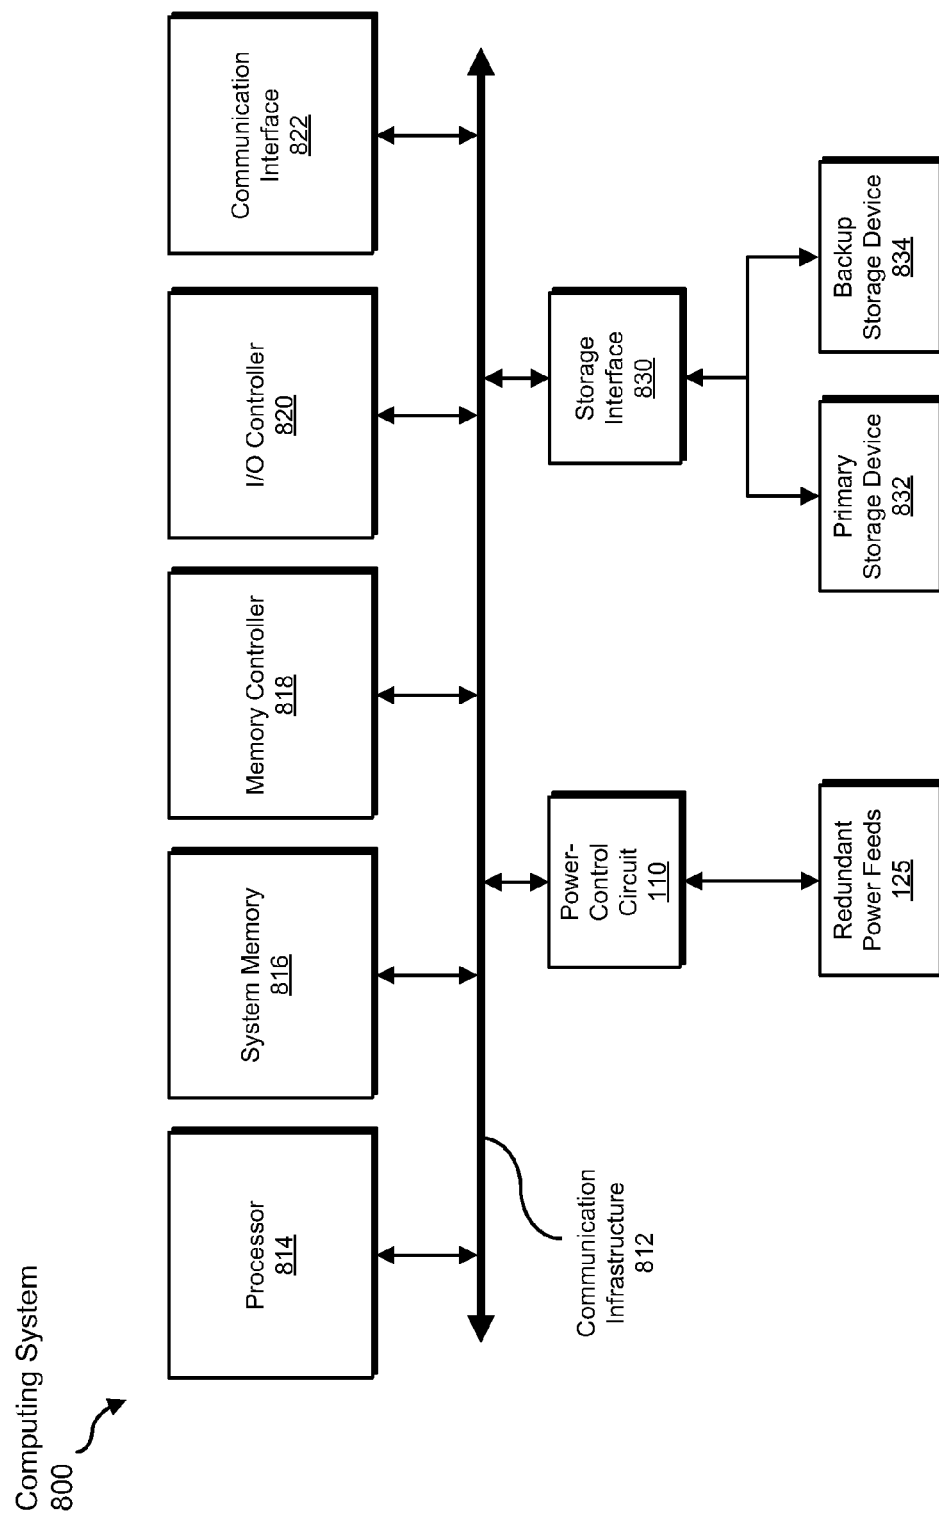 Computing System
800
Processor
814
System Memory
816
Memory Controller
818
I/O Controller
820
Communication
Interface
822
Communication
Infrastructure
812
Power-
Control
Circuit
110
Storage
Interface
830
Redundant
Power Feeds
125
Primary
Storage Device
832
Backup
Storage Device
834